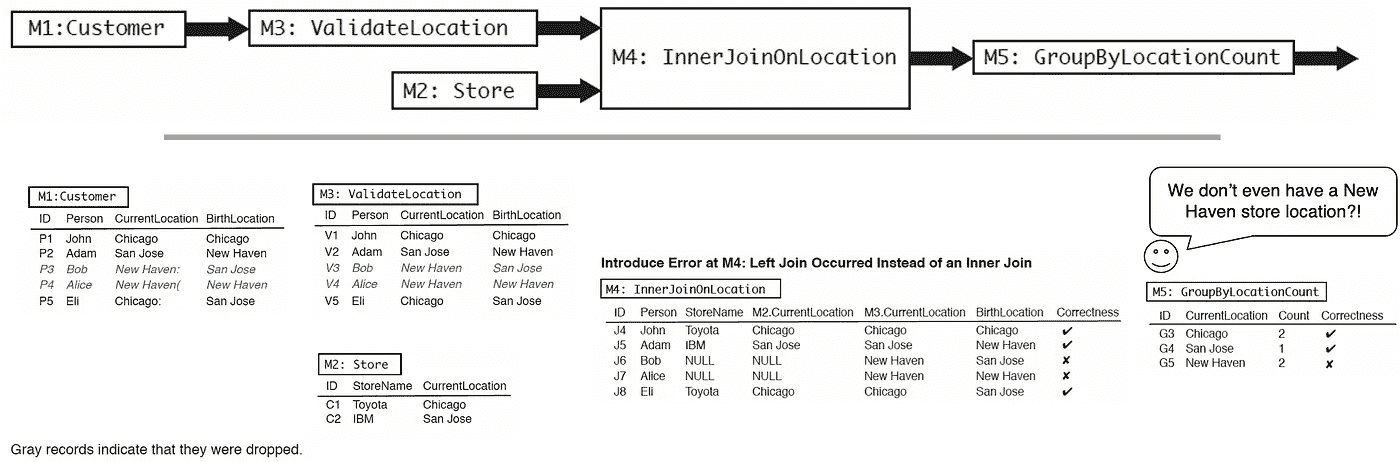 M1:Customer
M3: ValidateLocation
M2: Store
M4: InnerJoinOnLocation
M5: GroupByLocationCount
M1:Customer
ID Person CurrentLocation BirthLocation
P1 John Chicago Chicago
P2 Adam San Jose New Haven
P3 Bob New Haven: San Jose
P4 Alice New Haven( New Haven
P5 Eli Chicago: San Jose
M3: ValidateLocation
ID Person CurrentLocation BirthLocation
V1 John Chicago Chicago
V2 Adam San Jose New Haven
V3 Bob New Haven San Jose
V4 Alice New Haven New Haven
V5 Eli Chicago San Jose
M2: Store
ID StoreName CurrentLocation
C1 Toyota Chicago
C2 IBM San Jose
Introduce Error at M4: Left Join Occurred Instead of an Inner Join
M4: InnerJoinOnLocation
ID Person StoreName M2.CurrentLocation M3.CurrentLocation BirthLocation Correctness
J4 John Toyota Chicago Chicago Chicago ✔
J5 Adam IBM San Jose San Jose New Haven ✔
J6 Bob NULL NULL New Haven San Jose ✘
J7 Alice NULL NULL New Haven New Haven ✘
J8 Eli Toyota Chicago Chicago San Jose ✔
We don't even have a New
Haven store location?!
M5: GroupByLocationCount
ID CurrentLocation Count Correctness
G3 Chicago 2 ✔
G4 San Jose 1 ✔
G5 New Haven 2 ✘
Gray records indicate that they were dropped.